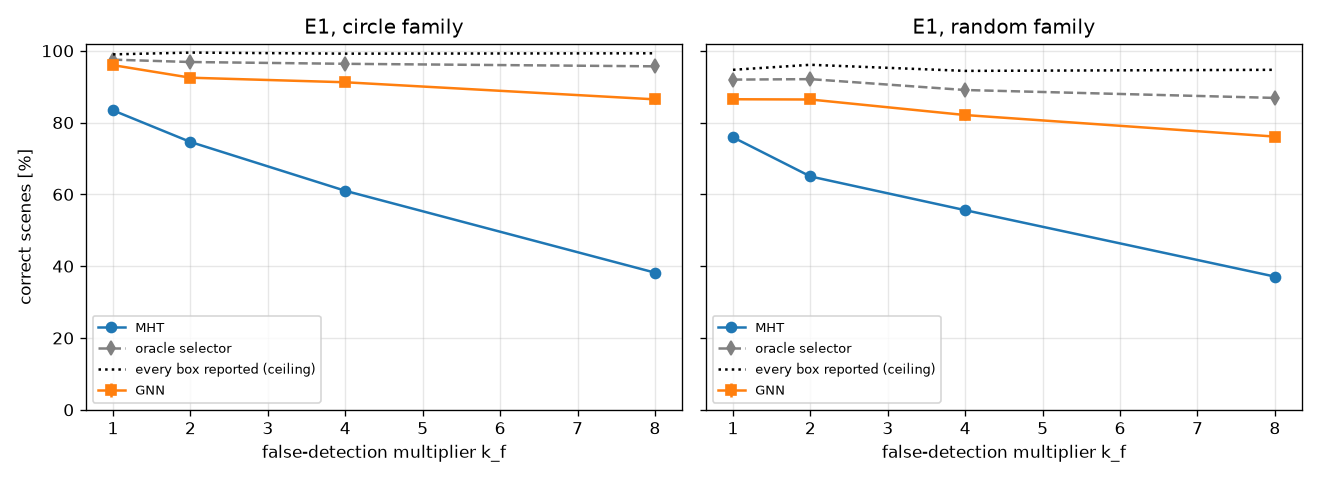 E1, circle family
E1, random family
correct scenes [%]
100
80
60
40
20
0
MHT
oracle selector
every box reported (ceiling)
GNN
1 2 3 4 5 6 7 8
false-detection multiplier k_f
MHT
oracle selector
every box reported (ceiling)
GNN
1 2 3 4 5 6 7 8
false-detection multiplier k_f